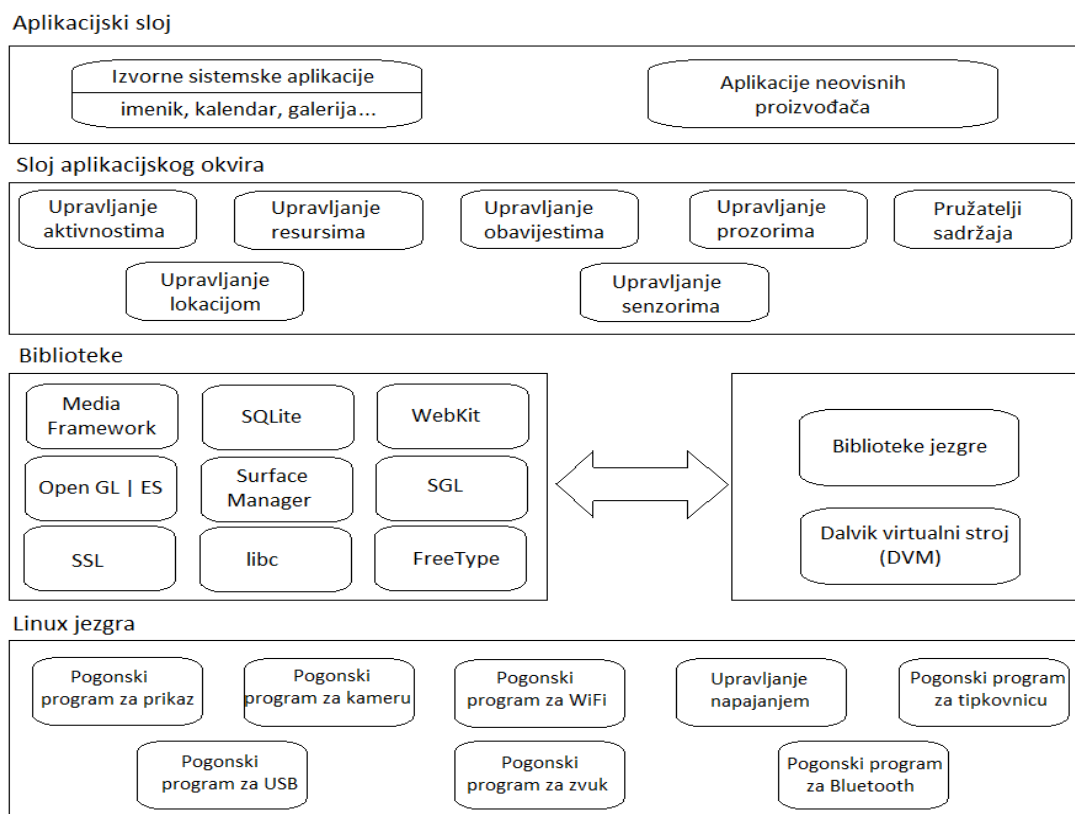 Aplikacijski sloj
Izvorne sistemske aplikacije
imenik, kalendar, galerija...
Aplikacije neovisnih
proizvođača
Sloj aplikacijskog okvira
Upravljanje
aktivnostima
Upravljanje
resursima
Upravljanje
obavijestima
Upravljanje
prozorima
Pružatelji
sadržaja
Upravljanje
lokacijom
Upravljanje
senzorima
Biblioteke
Media
Framework
SQLite
WebKit
Open GL | ES
Surface
Manager
SGL
SSL
libc
FreeType
Biblioteke jezgre
Dalvik virtualni stroj
(DVM)
Linux jezgra
Pogonski
program za prikaz
Pogonski
program za kameru
Pogonski
program za WiFi
Upravljanje
napajanjem
Pogonski program
za tipkovnicu
Pogonski
program za USB
Pogonski
program za zvuk
Pogonski program
za Bluetooth